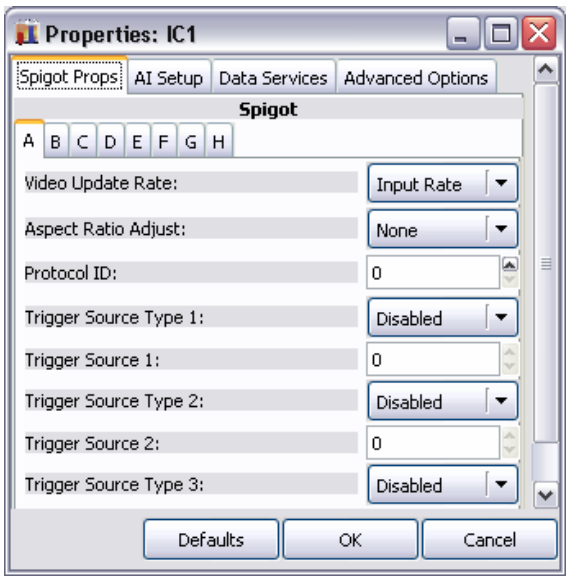 Properties: IC1
Spigot Props AI Setup Data Services Advanced Options
Spigot
A B C D E F G H
Video Update Rate: Input Rate
Aspect Ratio Adjust: None
Protocol ID: 0
Trigger Source Type 1: Disabled
Trigger Source 1: 0
Trigger Source Type 2: Disabled
Trigger Source 2: 0
Trigger Source Type 3: Disabled
Defaults OK Cancel